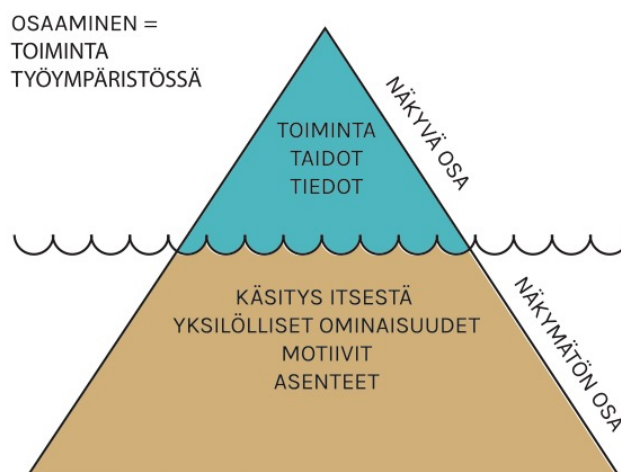 OSAAMINEN =
TOIMINTA
TYÖYMPÄRISTÖSSÄ
NÄKYVÄ OSA
TOIMINTA
TAIDOT
TIEDOT
NÄKYMÄTÖN OSA
KÄSITYS ITSESTÄ
YKSILÖLLISET OMINAISUUDET
MOTIIVIT
ASENTEET